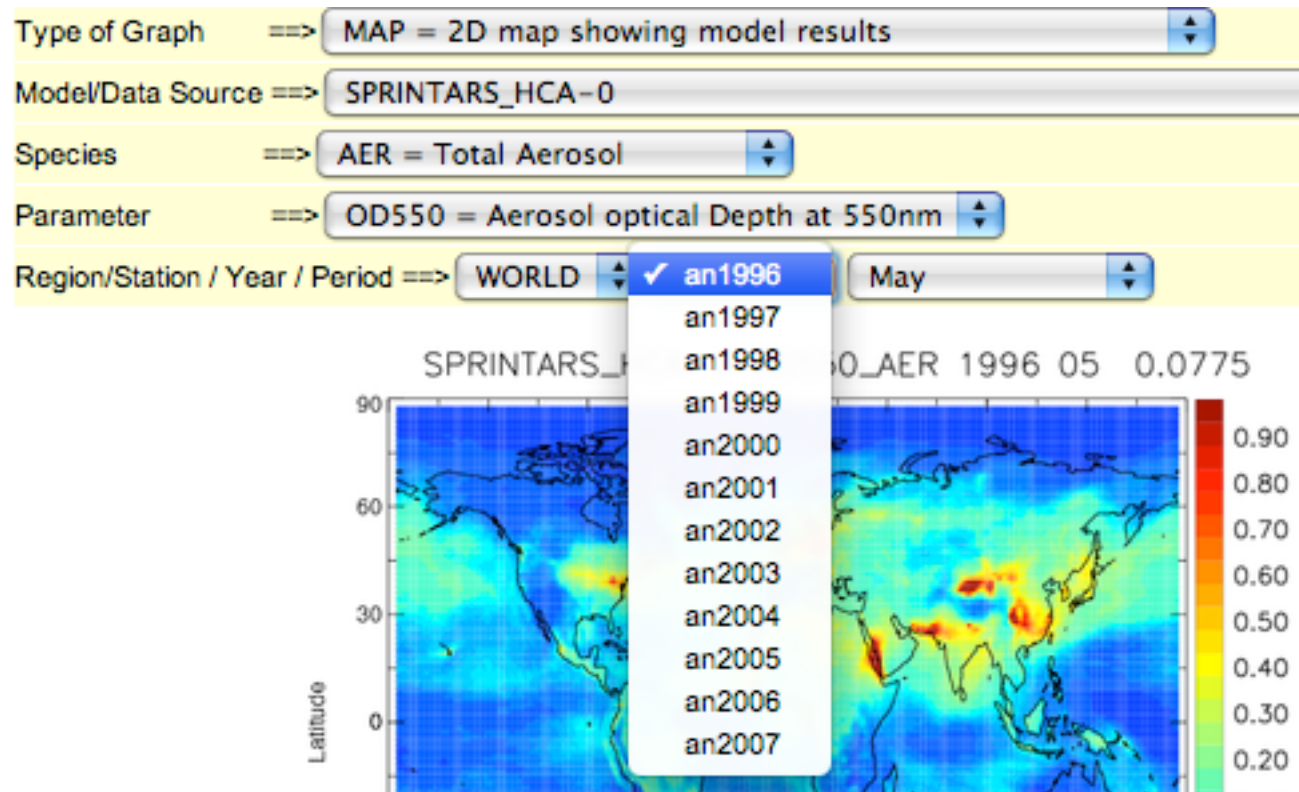 Type of Graph ==> MAP = 2D map showing model results
Model/Data Source ==> SPRINTARS_HCA-0
Species ==> AER = Total Aerosol
Parameter ==> OD550 = Aerosol optical Depth at 550nm
Region/Station / Year / Period ==> WORLD ✓ an1996 May
an1997
an1998
an1999
an2000
an2001
an2002
an2003
an2004
an2005
an2006
an2007
SPRINTARS_ 0_AER 1996 05 0.0775
90
60
30
0
Latitude
0.90
0.80
0.70
0.60
0.50
0.40
0.30
0.20